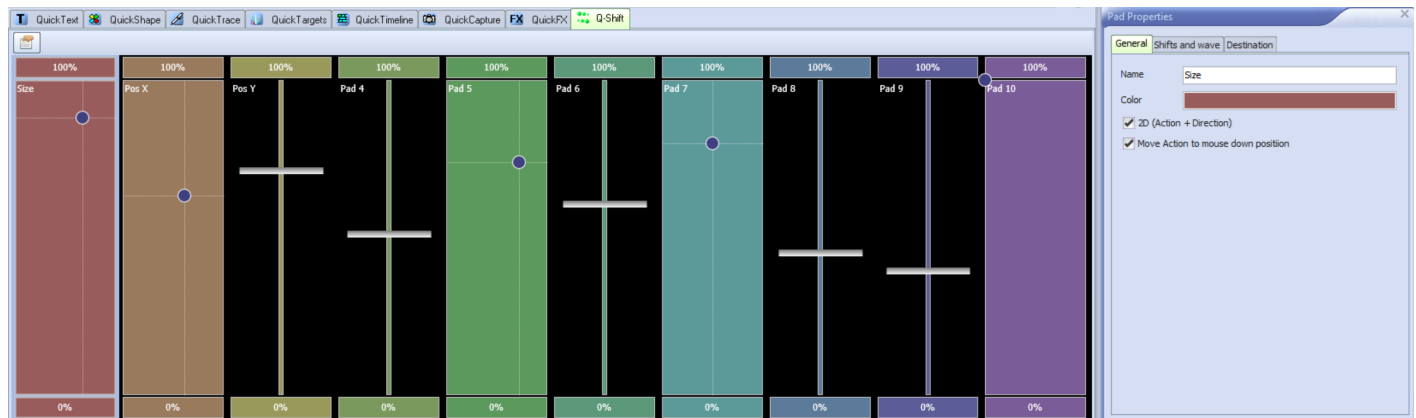 QuickText QuickShape QuickTrace QuickTargets QuickTimeline QuickCapture FX QuickFX Q-Shift
100% 100% 100% 100% 100% 100% 100% 100% 100% 100%
Size Pos X Pos Y Pad 4 Pad 5 Pad 6 Pad 7 Pad 8 Pad 9 Pad 10
0% 0% 0% 0% 0% 0% 0% 0% 0% 0%
Pad Properties
General Shifts and wave Destination
Name Size
Color
2D (Action + Direction)
Move Action to mouse down position